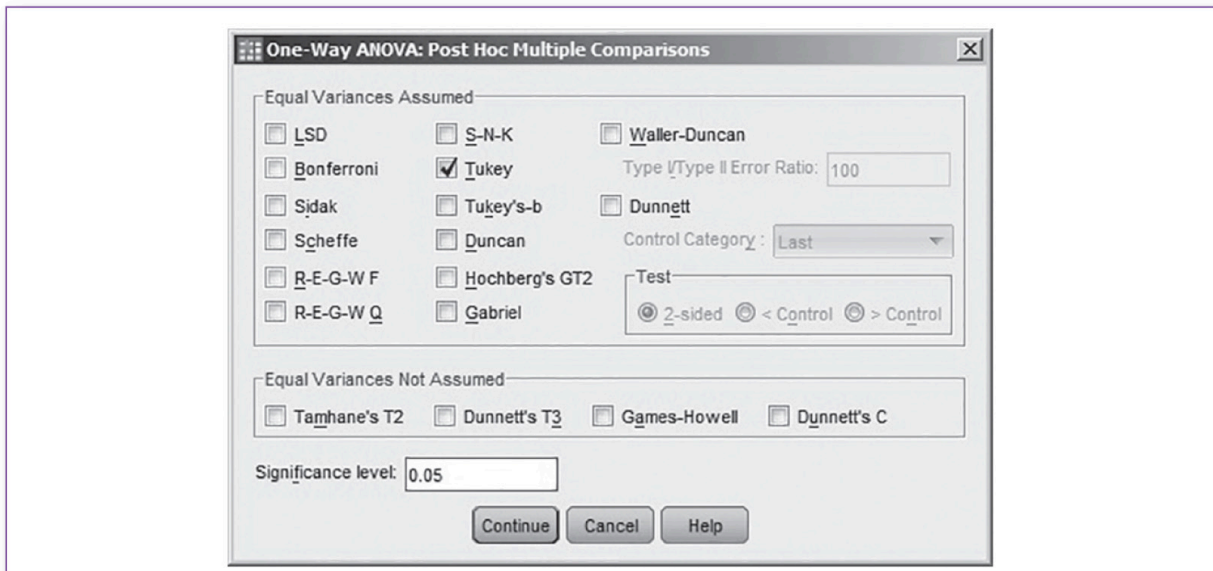 One-Way ANOVA: Post Hoc Multiple Comparisons
Equal Variances Assumed
LSD S-N-K Waller-Duncan
Bonferroni Tukey Type I/Type II Error Ratio: 100
Sidak Tukey's-b Dunnett
Scheffe Duncan Control Category : Last
R-E-G-W F Hochberg's GT2 Test
R-E-G-W Q Gabriel 2-sided < Control > Control
Equal Variances Not Assumed
Tamhane's T2 Dunnett's T3 Games-Howell Dunnett's C
Significance level: 0.05
Continue Cancel Help